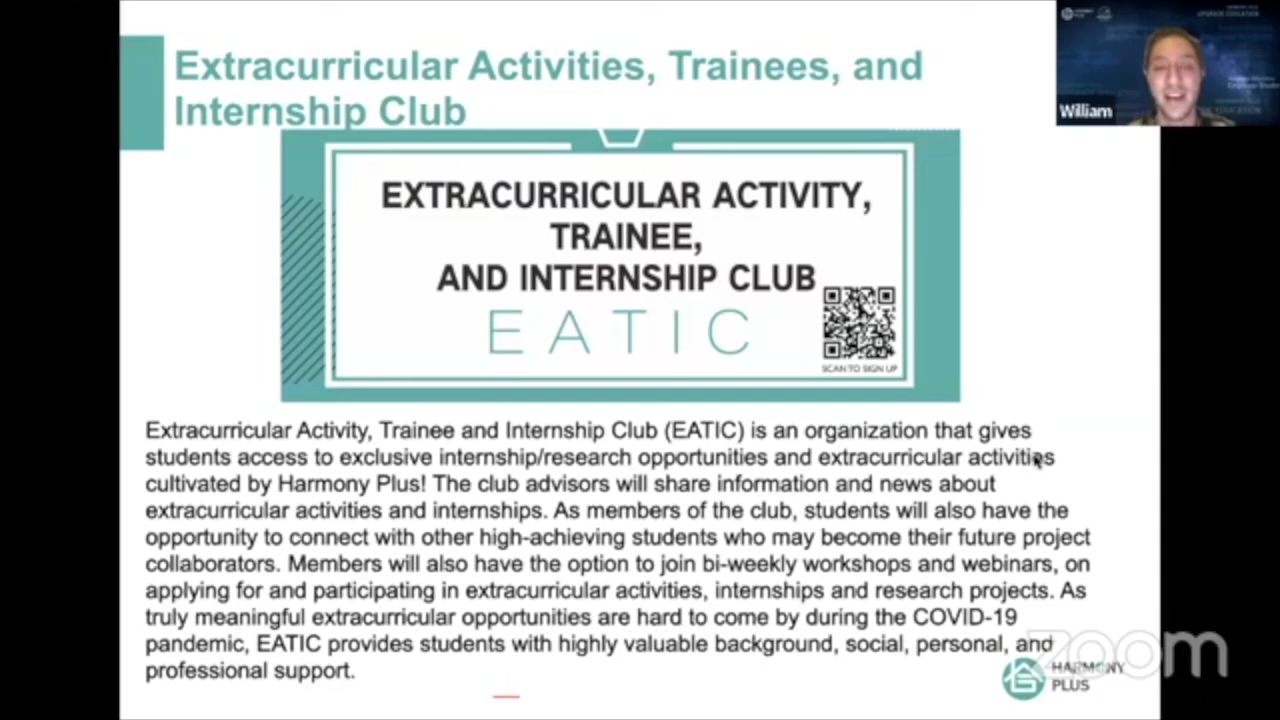 Extracurricular Activities, Trainees, and
Internship Club
William
EXTRACURRICULAR ACTIVITY,
TRAINEE,
AND INTERNSHIP CLUB
EATIC
SCAN TO SIGN UP
Extracurricular Activity, Trainee and Internship Club (EATIC) is an organization that gives
students access to exclusive internship/research opportunities and extracurricular activities
cultivated by Harmony Plus! The club advisors will share information and news about
extracurricular activities and internships. As members of the club, students will also have the
opportunity to connect with other high-achieving students who may become their future project
collaborators. Members will also have the option to join bi-weekly workshops and webinars, on
applying for and participating in extracurricular activities, internships and research projects. As
truly meaningful extracurricular opportunities are hard to come by during the COVID-19
pandemic, EATIC provides students with highly valuable background, social, personal, and
professional support.
zoom
HARMONY
PLUS